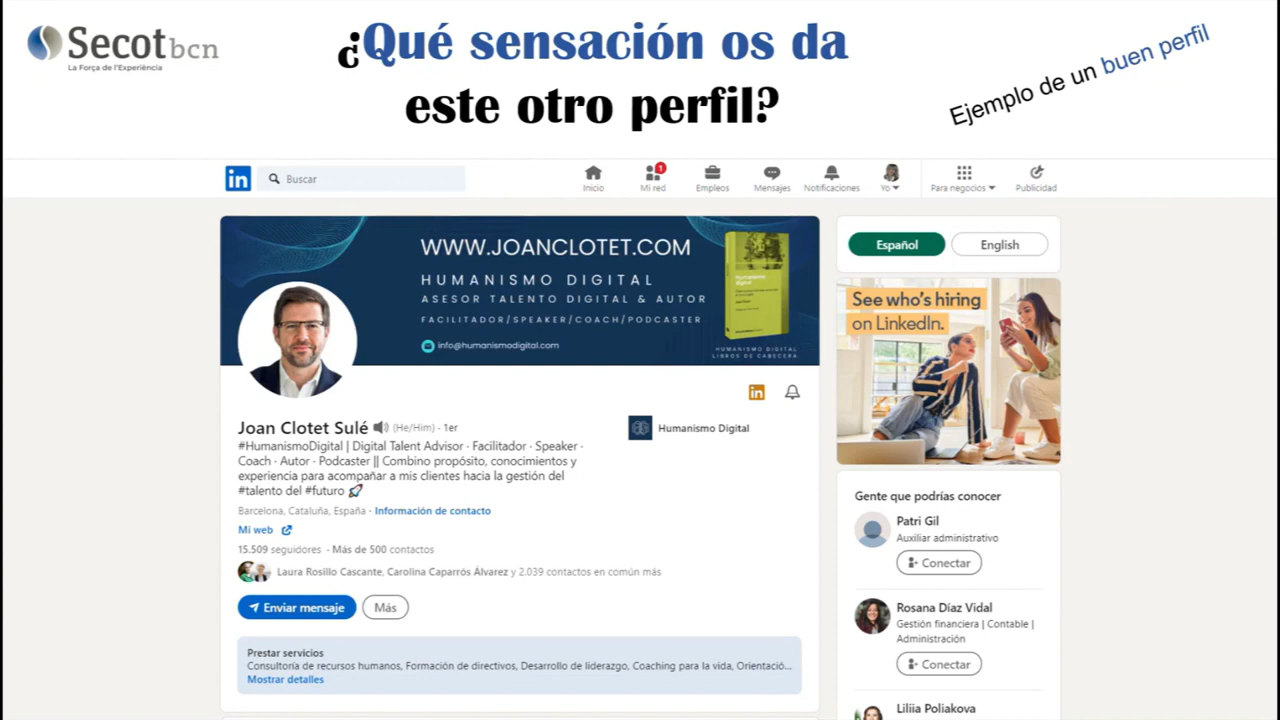 Secot bcn
La Força de l'Experiència
¿Qué sensación os da
este otro perfil?
Ejemplo de un buen perfil
in
Buscar
1
Inicio
Mi red
Empleos
Mensajes
Notificaciones
Yo
Para negocios
Publicidad
WWW.JOANCLOTET.COM
HUMANISMO DIGITAL
ASESOR TALENTO DIGITAL & AUTOR
FACILITADOR/SPEAKER/COACH/PODCASTER
info@humanismodigital.com
Humanismo
digital
HUMANISMO DIGITAL
LIBROS DE CABECERA
in
Joan Clotet Sulé (He/Him) · 1er
#HumanismoDigital | Digital Talent Advisor · Facilitador · Speaker ·
Coach · Autor · Podcaster || Combino propósito, conocimientos y
experiencia para acompañar a mis clientes hacia la gestión del
#talento del #futuro 🚀
Humanismo Digital
Barcelona, Cataluña, España · Información de contacto
Mi web
15.509 seguidores · Más de 500 contactos
Laura Rosillo Cascante, Carolina Caparrós Álvarez y 2.039 contactos en común más
Enviar mensaje
Más
Prestar servicios
Consultoría de recursos humanos, Formación de directivos, Desarrollo de liderazgo, Coaching para la vida, Orientació...
Mostrar detalles
Español
English
See who's hiring
on LinkedIn.
Gente que podrías conocer
Patri Gil
Auxiliar administrativo
Conectar
Rosana Díaz Vidal
Gestión financiera | Contable |
Administración
Conectar
Liliia Poliakova